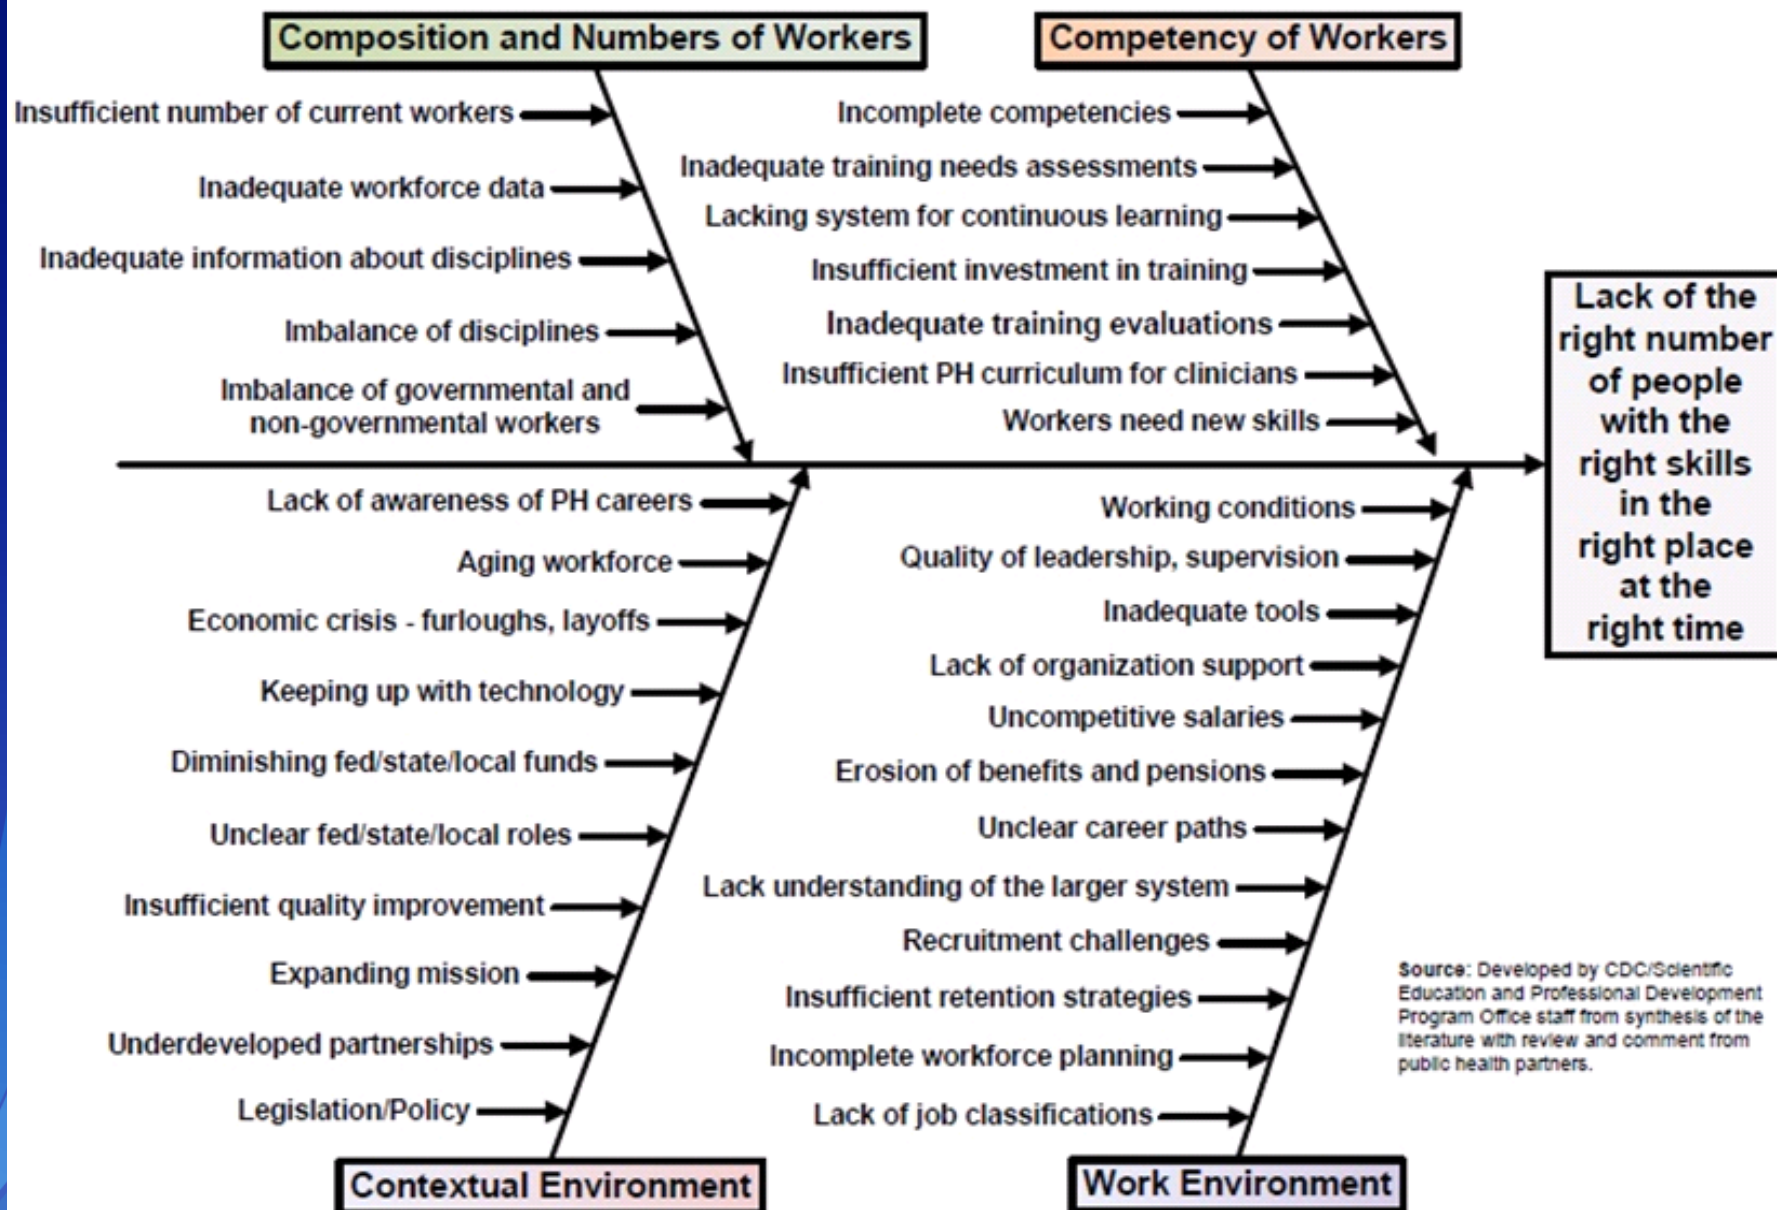 Composition and Numbers of Workers
Insufficient number of current workers
Inadequate workforce data
Inadequate information about disciplines
Imbalance of disciplines
Imbalance of governmental and
non-governmental workers
Competency of Workers
Incomplete competencies
Inadequate training needs assessments
Lacking system for continuous learning
Insufficient investment in training
Inadequate training evaluations
Insufficient PH curriculum for clinicians
Workers need new skills
Lack of the
right number
of people
with the
right skills
in the
right place
at the
right time
Lack of awareness of PH careers
Aging workforce
Economic crisis - furloughs, layoffs
Keeping up with technology
Diminishing fed/state/local funds
Unclear fed/state/local roles
Insufficient quality improvement
Expanding mission
Underdeveloped partnerships
Legislation/Policy
Contextual Environment
Working conditions
Quality of leadership, supervision
Inadequate tools
Lack of organization support
Uncompetitive salaries
Erosion of benefits and pensions
Unclear career paths
Lack understanding of the larger system
Recruitment challenges
Insufficient retention strategies
Incomplete workforce planning
Lack of job classifications
Work Environment
Source: Developed by CDC/Scientific
Education and Professional Development
Program Office staff from synthesis of the
literature with review and comment from
public health partners.